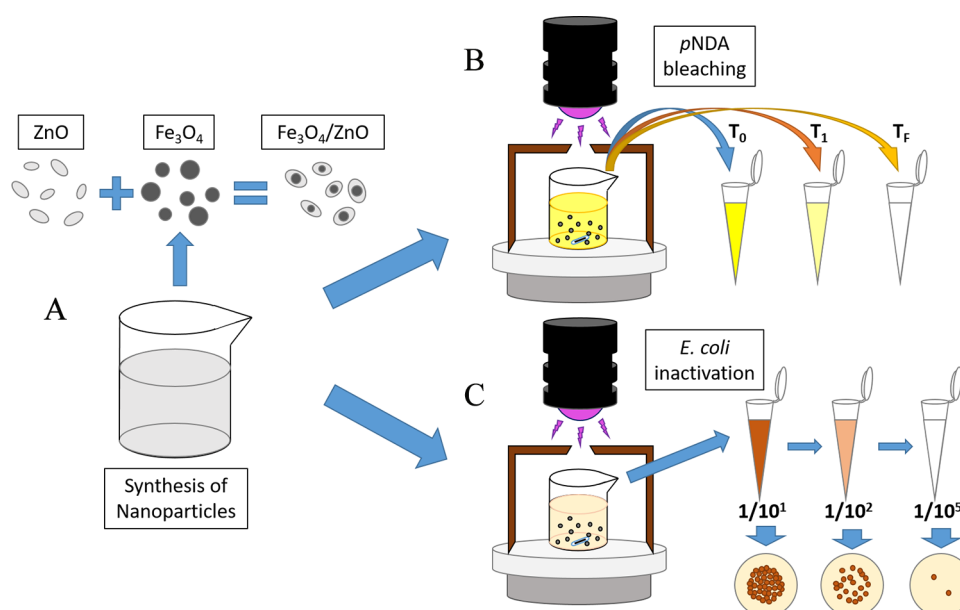 A
ZnO
Fe₃O₄
Fe₃O₄/ZnO
Synthesis of
Nanoparticles
B
pNDA
bleaching
T₀
T₁
T_F
C
E. coli
inactivation
1/10¹
1/10²
1/10⁵